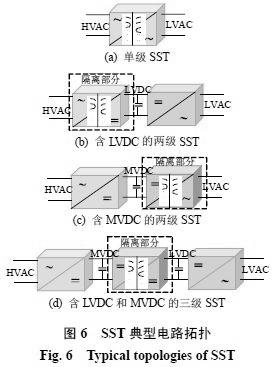 HVAC
LVAC
(a) 单级 SST
隔离部分
LVDC
HVAC
LVAC
(b) 含 LVDC 的两级 SST
隔离部分
MVDC
HVAC
LVAC
(c) 含 MVDC 的两级 SST
隔离部分
MVDC
LVDC
HVAC
LVAC
(d) 含 LVDC 和 MVDC 的三级 SST
图 6 SST 典型电路拓扑
Fig. 6 Typical topologies of SST